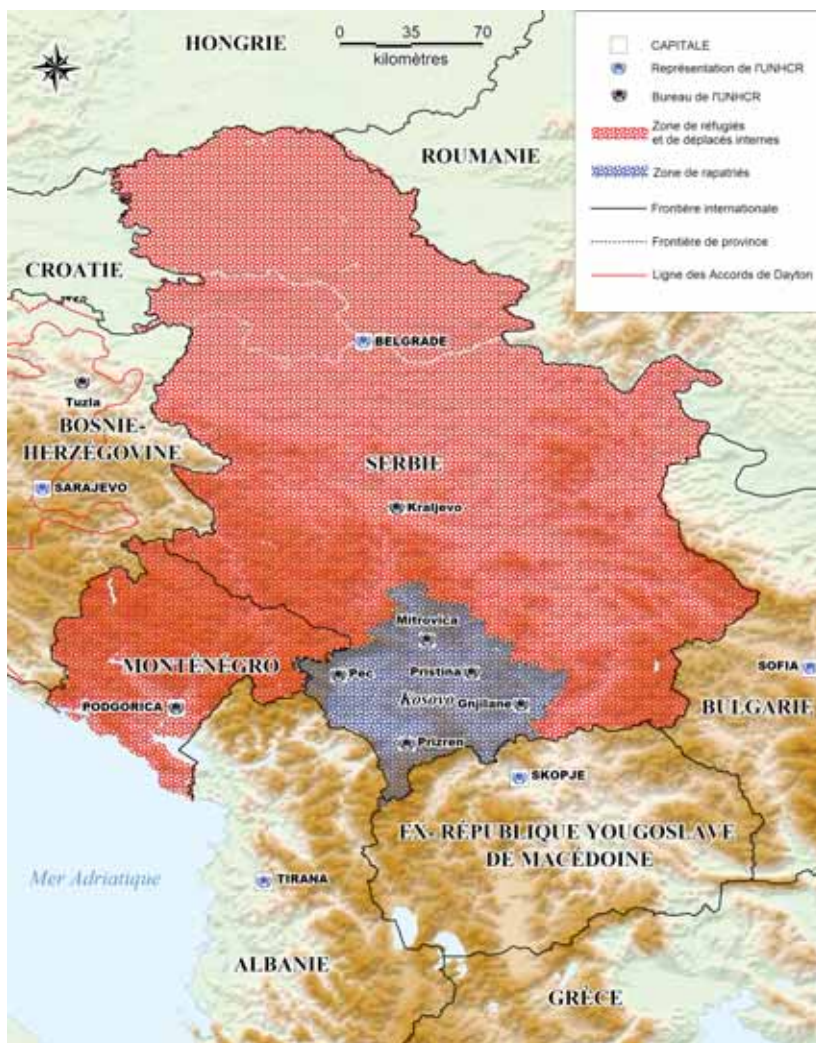 HONGRIE
0 35 70
kilomètres
CAPITALE
Représentation de l'UNHCR
Bureau de l'UNHCR
Zone de réfugiés
et de déplacés internes
Zone de rapatriés
Frontière internationale
Frontière de province
Ligne des Accords de Dayton
ROUMANIE
CROATIE
BELGRADE
Tuzla
BOSNIE-
HERZÉGOVINE
SERBIE
SARAJEVO
Kraljevo
Mitrovica
MONTÉNÉGRO
Pec
Pristina
SOFIA
PODGORICA
Kosovo
Gnjilane
BULGARIE
Prizren
SKOPJE
EX- RÉPUBLIQUE YOUGOSLAVE
DE MACÉDOINE
Mer Adriatique
TIRANA
ALBANIE
GRÈCE